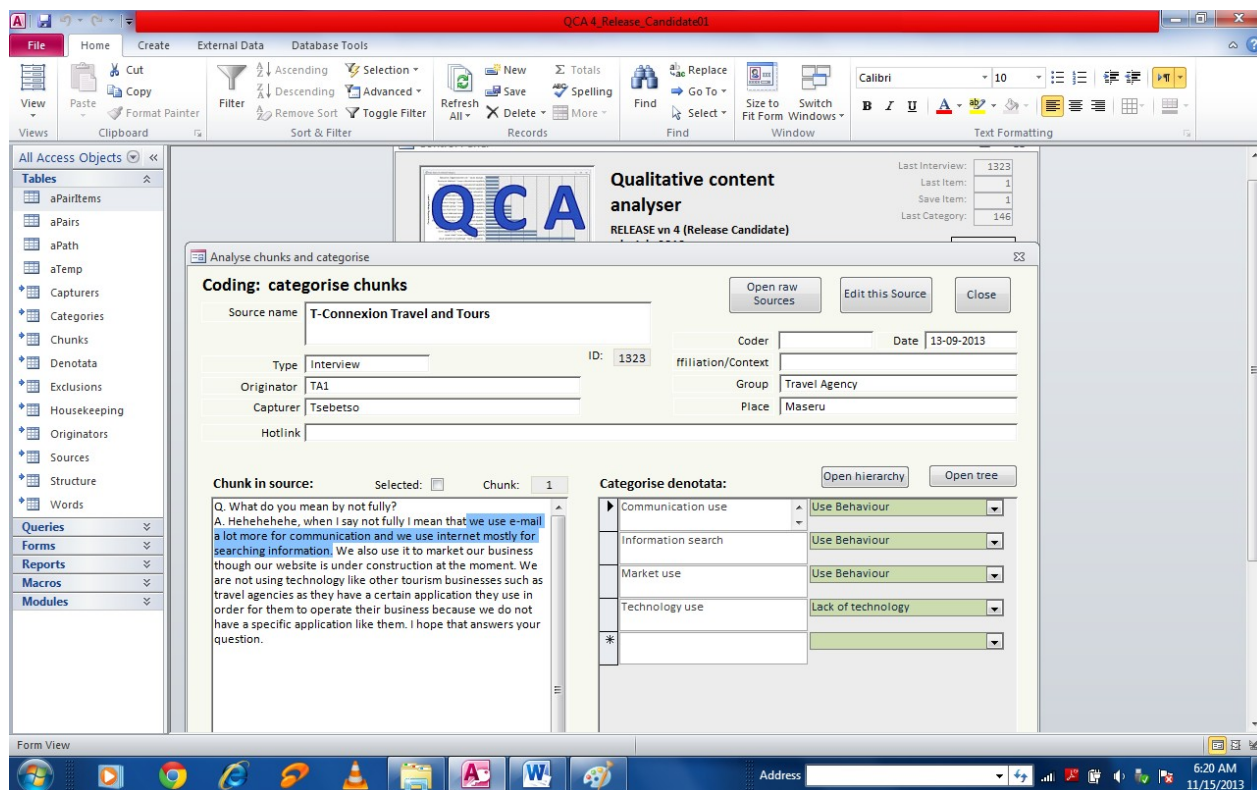 QCA 4_Release_Candidate01
File Home Create External Data Database Tools
View
Views
Paste
Cut
Copy
Format Painter
Clipboard
Filter
Ascending
Descending
Remove Sort
Selection
Advanced
Toggle Filter
Sort & Filter
Refresh
All
New
Save
Delete
Totals
Spelling
More
Records
Find
Replace
Go To
Select
Find
Size to
Fit Form
Switch
Windows
Window
Calibri 10
B I U
Text Formatting
All Access Objects
Tables
aPairItems
aPairs
aPath
aTemp
Capturers
Categories
Chunks
Denotata
Exclusions
Housekeeping
Originators
Sources
Structure
Words
Queries
Forms
Reports
Macros
Modules
QCA
Qualitative content
analyser
RELEASE vn 4 (Release Candidate)
Last Interview: 1323
Last Item: 1
Save Item: 1
Last Category: 146
Analyse chunks and categorise
Coding: categorise chunks
Open raw
Sources
Edit this Source
Close
Source name T-Connexion Travel and Tours
Coder
Date 13-09-2013
Type Interview
ID: 1323
ffiliation/Context
Originator TA1
Group Travel Agency
Capturer Tsebetso
Place Maseru
Hotlink
Chunk in source: Selected: Chunk: 1
Q. What do you mean by not fully?
A. Hehehehehe, when I say not fully I mean that we use e-mail
a lot more for communication and we use internet mostly for
searching information. We also use it to market our business
though our website is under construction at the moment. We
are not using technology like other tourism businesses such as
travel agencies as they have a certain application they use in
order for them to operate their business because we do not
have a specific application like them. I hope that answers your
question.
Categorise denotata:
Open hierarchy
Open tree
Communication use Use Behaviour
Information search Use Behaviour
Market use Use Behaviour
Technology use Lack of technology
Form View
Address
6:20 AM
11/15/2013